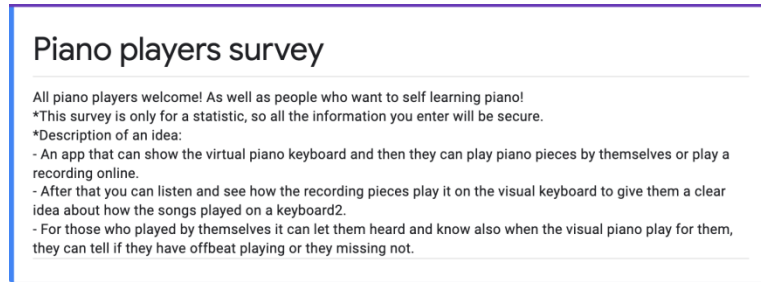 Piano players survey
All piano players welcome! As well as people who want to self learning piano!
*This survey is only for a statistic, so all the information you enter will be secure.
*Description of an idea:
- An app that can show the virtual piano keyboard and then they can play piano pieces by themselves or play a
recording online.
- After that you can listen and see how the recording pieces play it on the visual keyboard to give them a clear
idea about how the songs played on a keyboard2.
- For those who played by themselves it can let them heard and know also when the visual piano play for them,
they can tell if they have offbeat playing or they missing not.